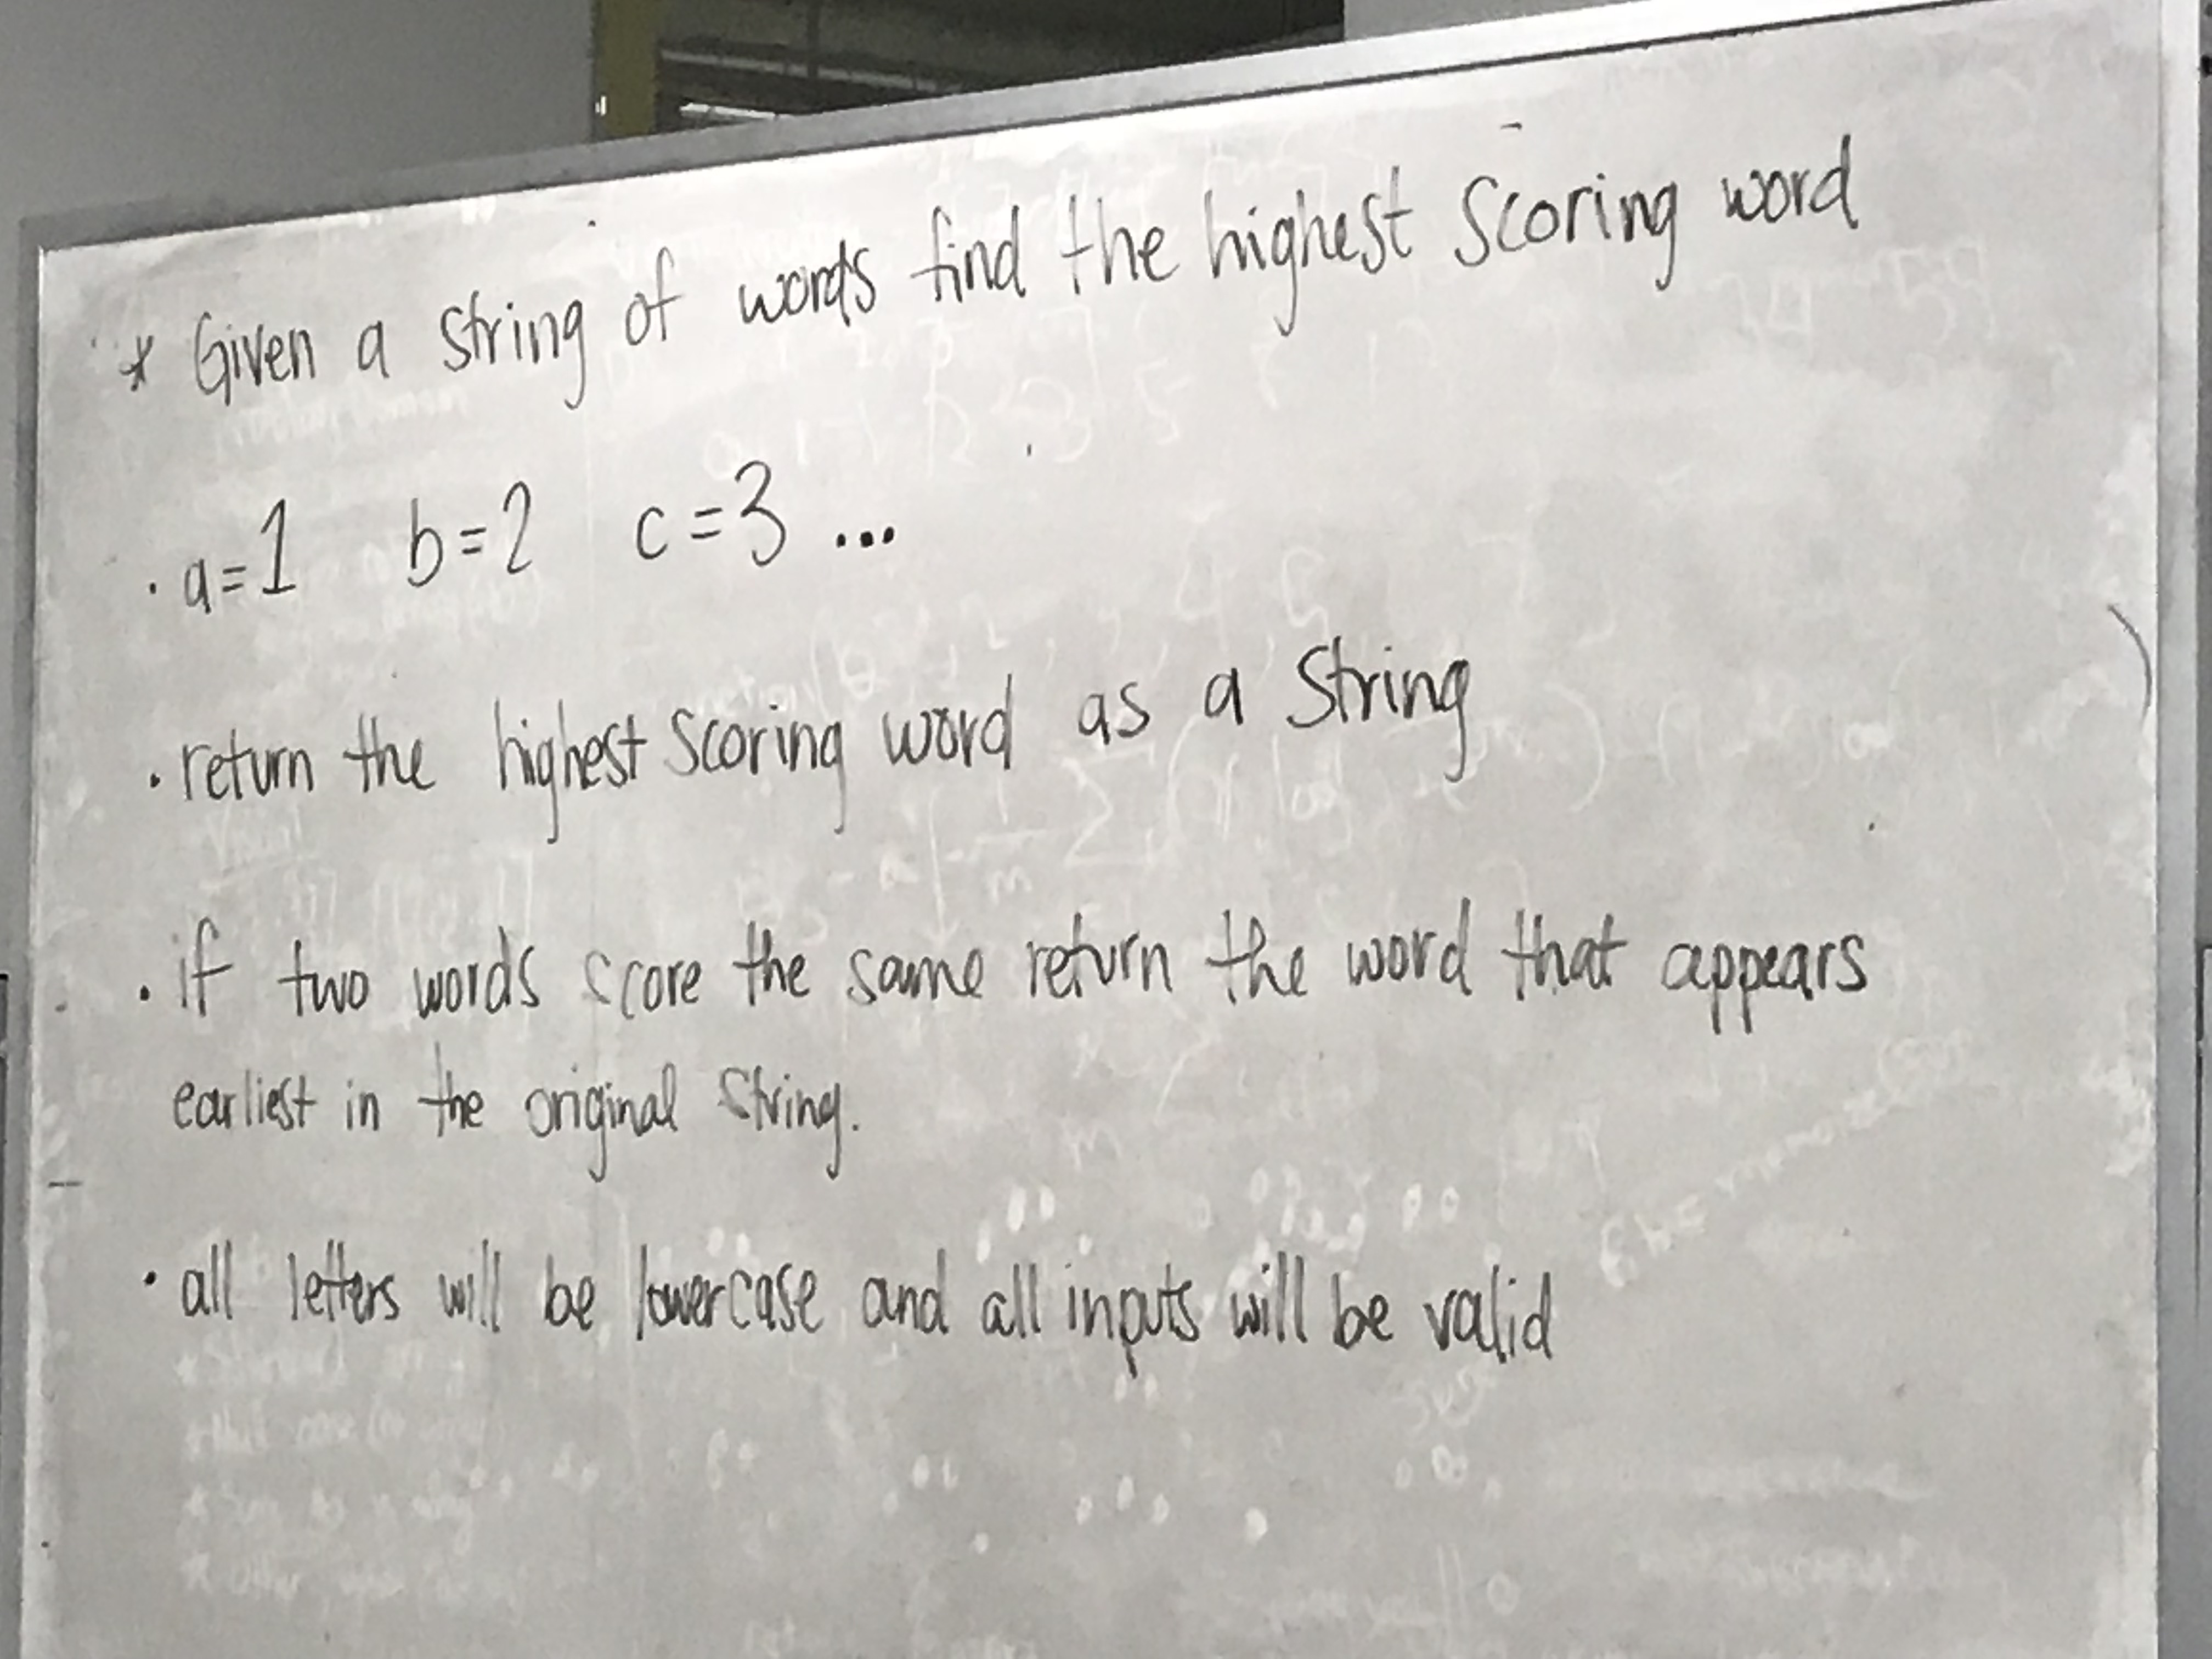 * Given a string of words find the highest scoring word
· a=1 b=2 c=3 ...
· return the highest scoring word as a String
· if two words score the same return the word that appears
earliest in the original string.
· all letters will be lowercase and all inputs will be valid